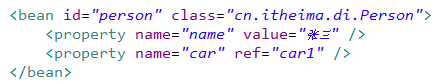 <bean id="person" class="cn.itheima.di.Person">
<property name="name" value="张三" />
<property name="car" ref="car1" />
</bean>